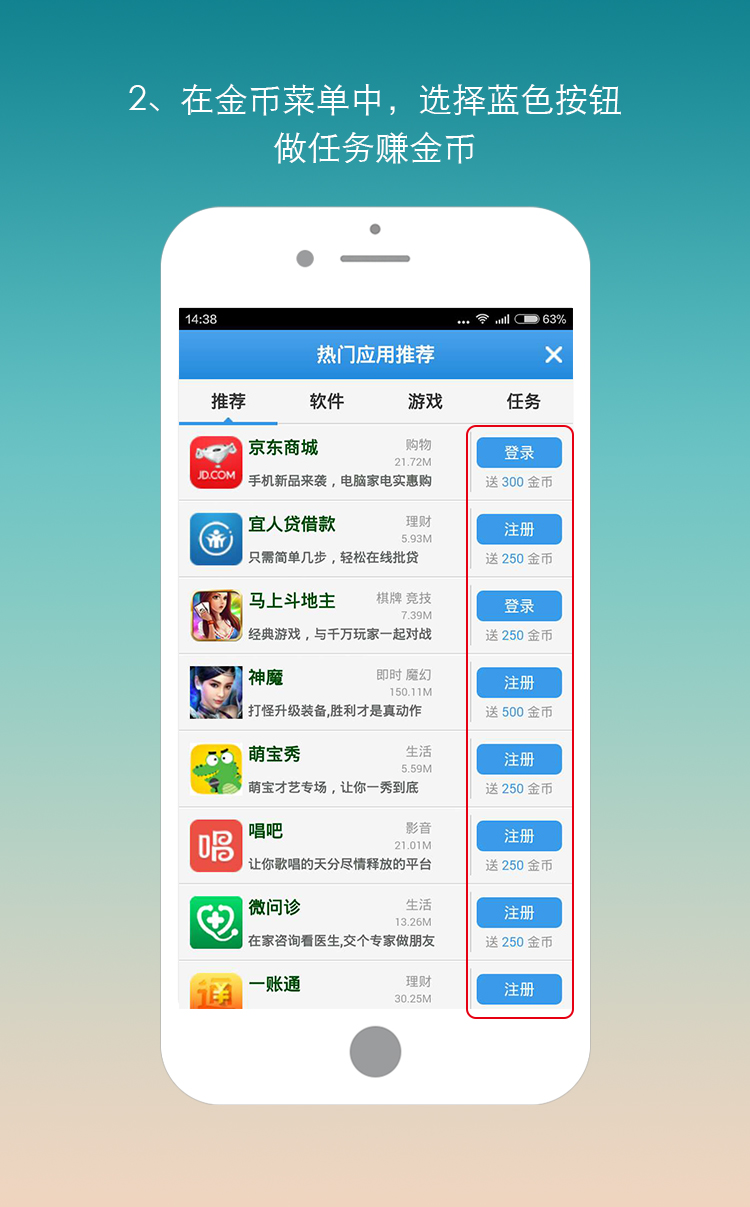 2、在金币菜单中，选择蓝色按钮
做任务赚金币
14:38
63%
热门应用推荐
推荐 软件 游戏 任务
JD.COM
京东商城 购物
21.72M
手机新品来袭，电脑家电实惠购
登录
送 300 金币
宜人贷借款 理财
5.93M
只需简单几步，轻松在线批贷
注册
送 250 金币
马上斗地主 棋牌 竞技
7.39M
经典游戏，与千万玩家一起对战
登录
送 250 金币
神魔 即时 魔幻
150.11M
打怪升级装备,胜利才是真动作
注册
送 500 金币
萌宝秀 生活
5.59M
萌宝才艺专场，让你一秀到底
注册
送 250 金币
唱
唱吧 影音
21.01M
让你歌唱的天分尽情释放的平台
注册
送 250 金币
微问诊 生活
13.26M
在家咨询看医生,交个专家做朋友
注册
送 250 金币
通
一账通 理财
30.25M
注册